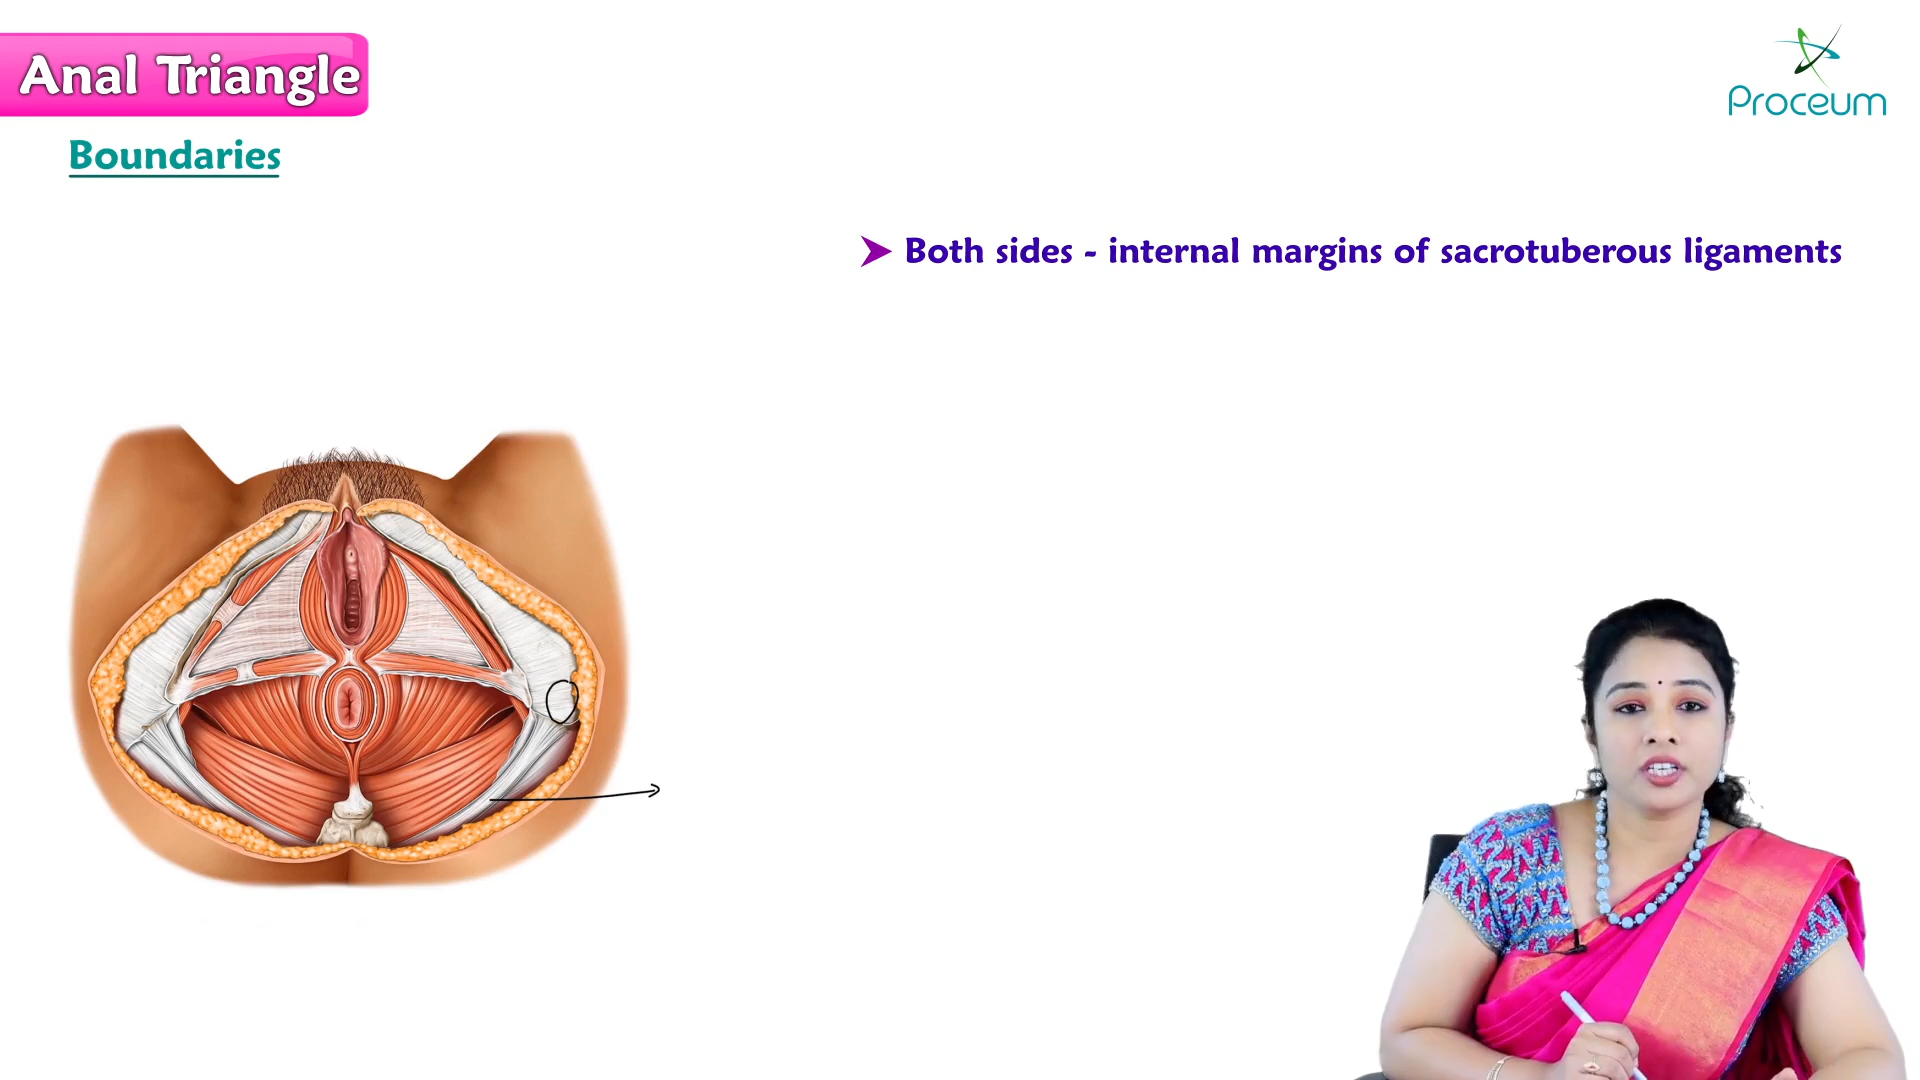 Anal Triangle
Proceum
Boundaries
➤ Both sides - internal margins of sacrotuberous ligaments